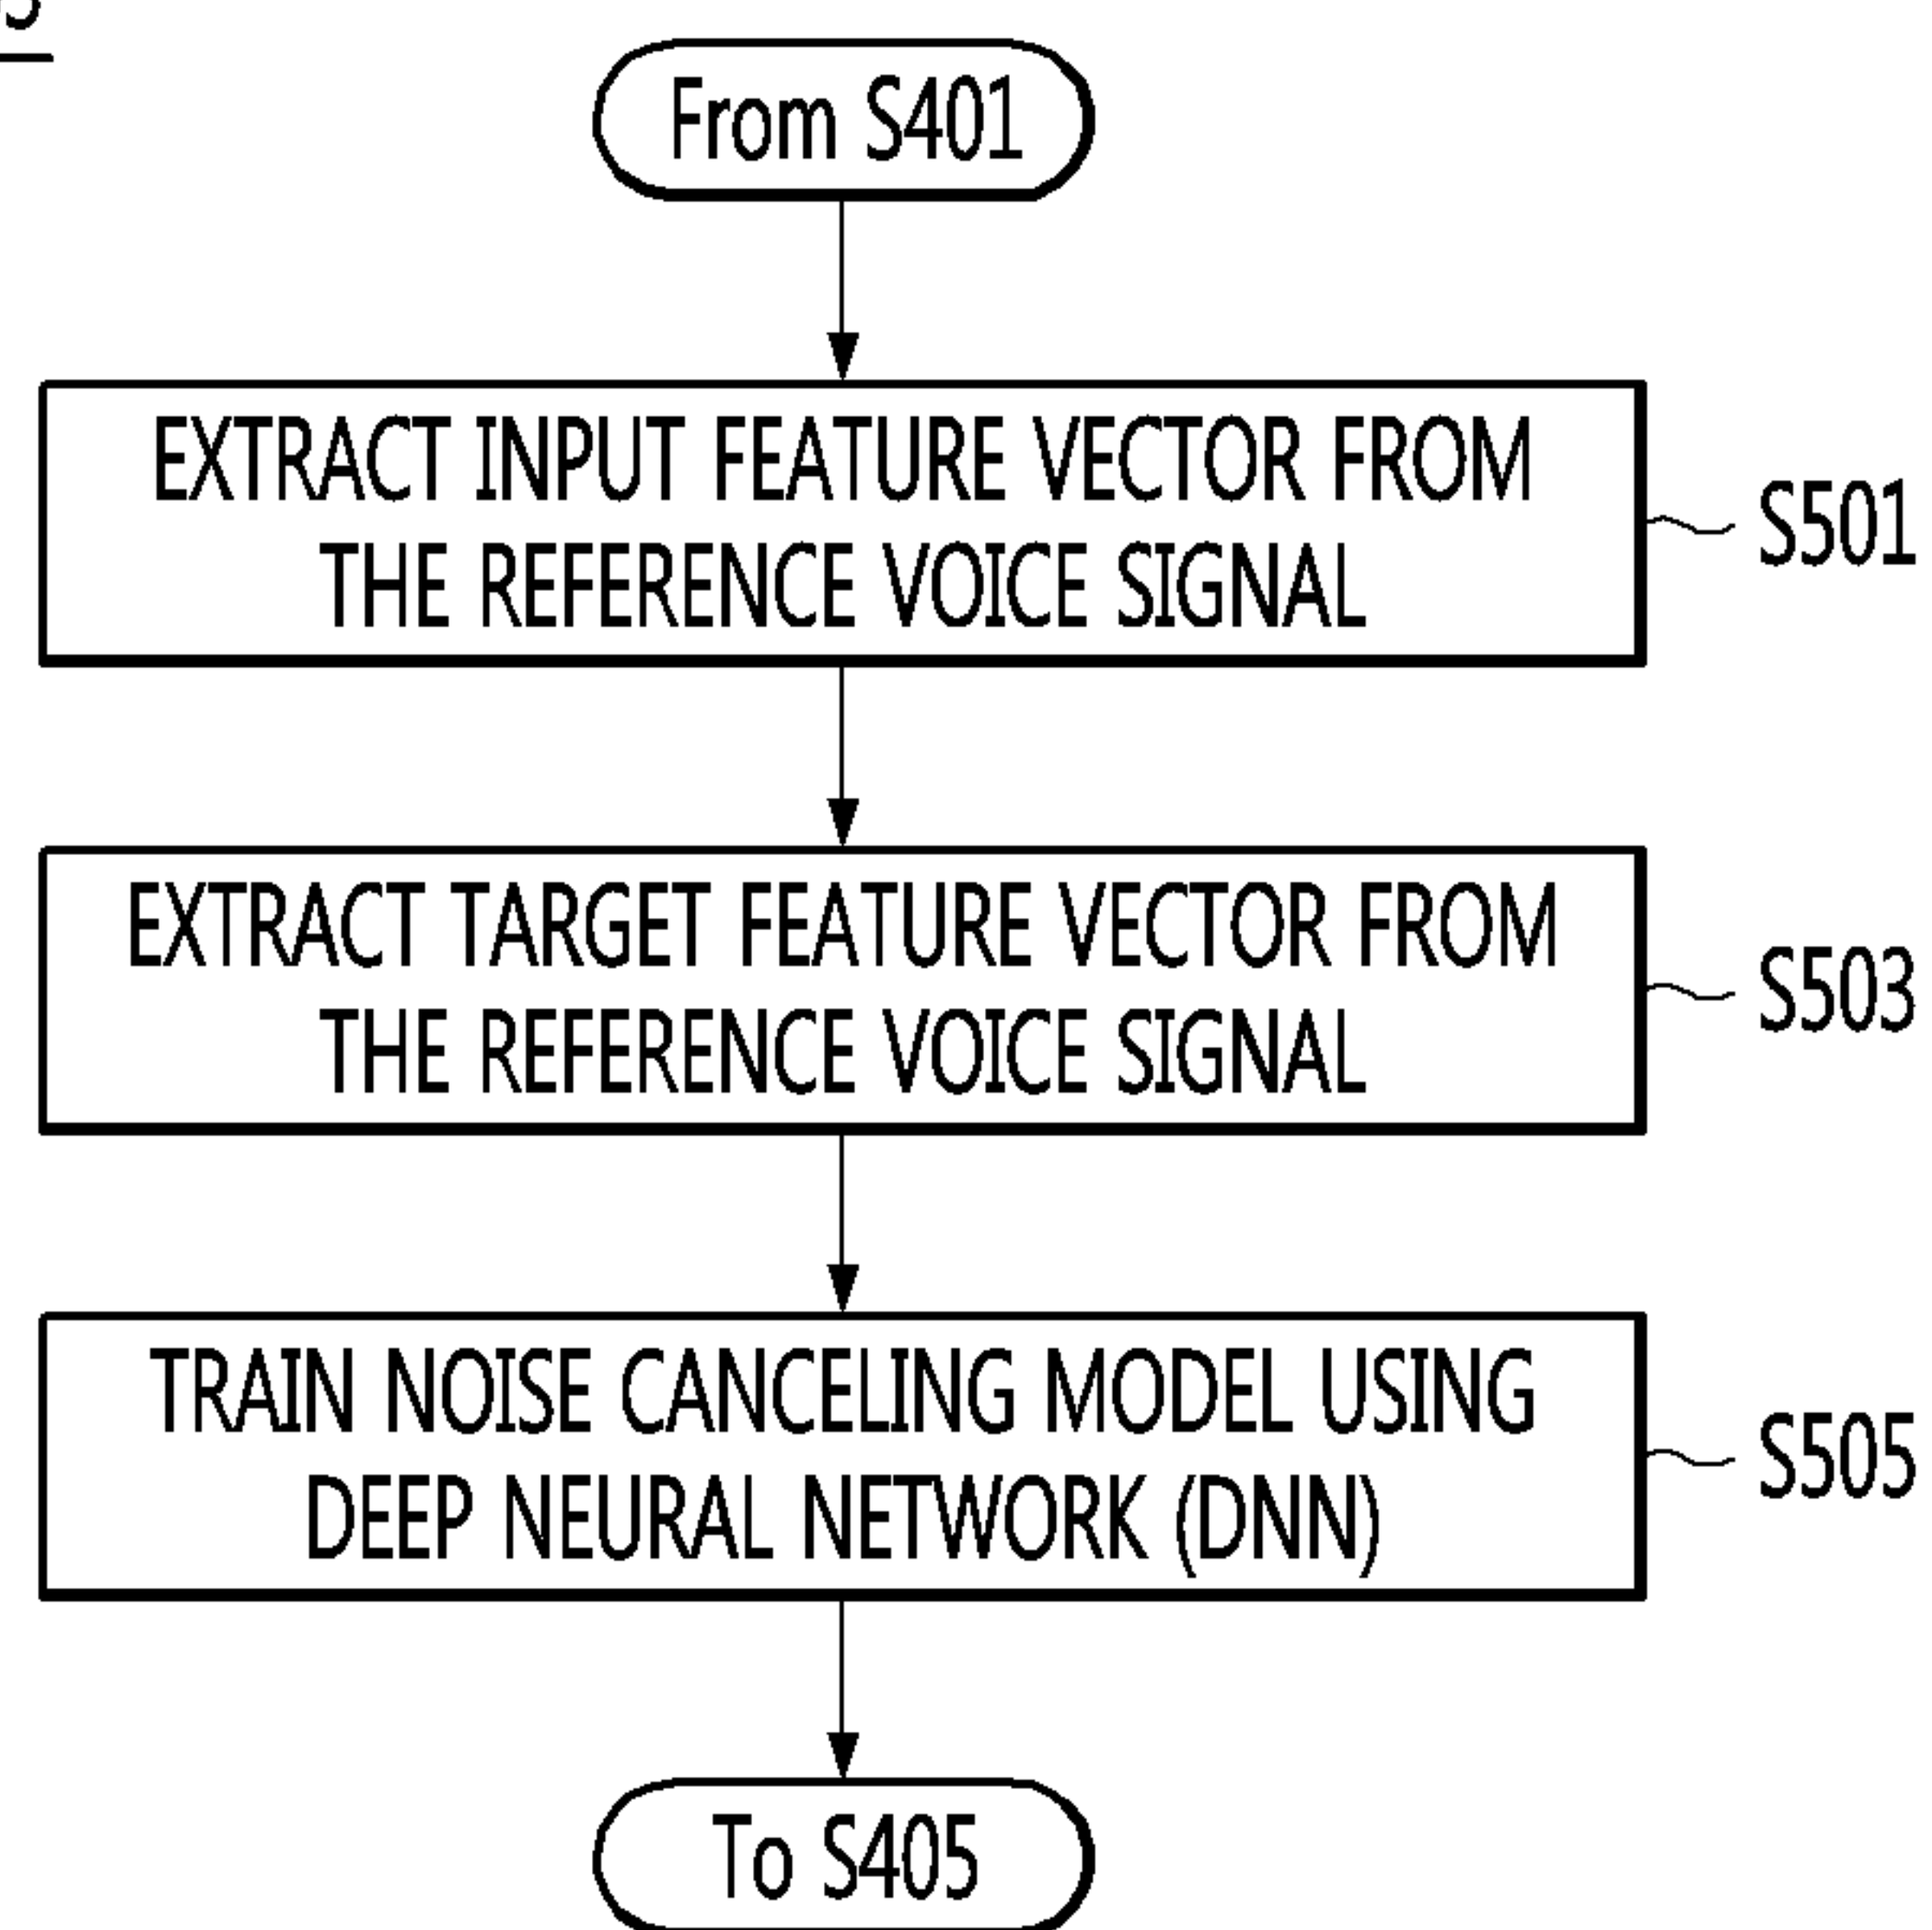 From S401
EXTRACT INPUT FEATURE VECTOR FROM
THE REFERENCE VOICE SIGNAL
S501
EXTRACT TARGET FEATURE VECTOR FROM
THE REFERENCE VOICE SIGNAL
S503
TRAIN NOISE CANCELING MODEL USING
DEEP NEURAL NETWORK (DNN)
S505
To S405